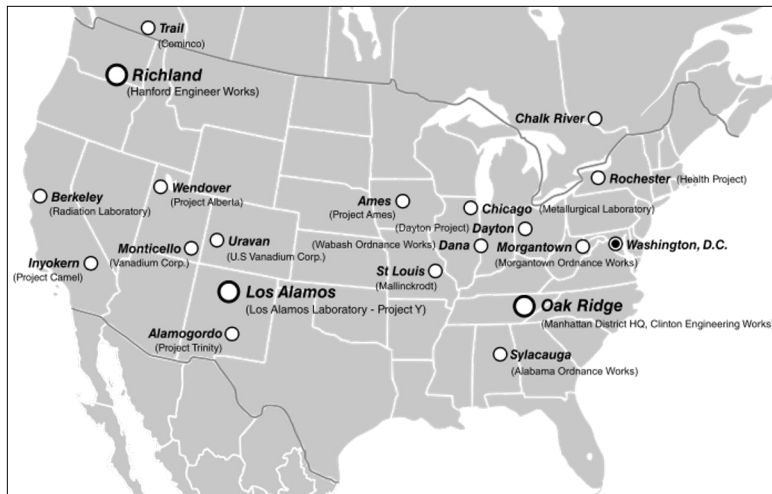 Trail
(Cominco)
Richland
(Hanford Engineer Works)
Chalk River
Rochester (Health Project)
Wendover
(Project Alberta)
Berkeley
(Radiation Laboratory)
Ames
(Project Ames)
Chicago (Metallurgical Laboratory)
(Dayton Project) Dayton
Uravan
(U.S Vanadium Corp.)
Monticello
(Vanadium Corp.)
(Wabash Ordnance Works) Dana
Morgantown
(Morgantown Ordnance Works)
Washington, D.C.
Inyokern
(Project Camel)
St Louis
(Mallinckrodt)
Los Alamos
(Los Alamos Laboratory - Project Y)
Oak Ridge
(Manhattan District HQ, Clinton Engineering Works)
Alamogordo
(Project Trinity)
Sylacauga
(Alabama Ordnance Works)